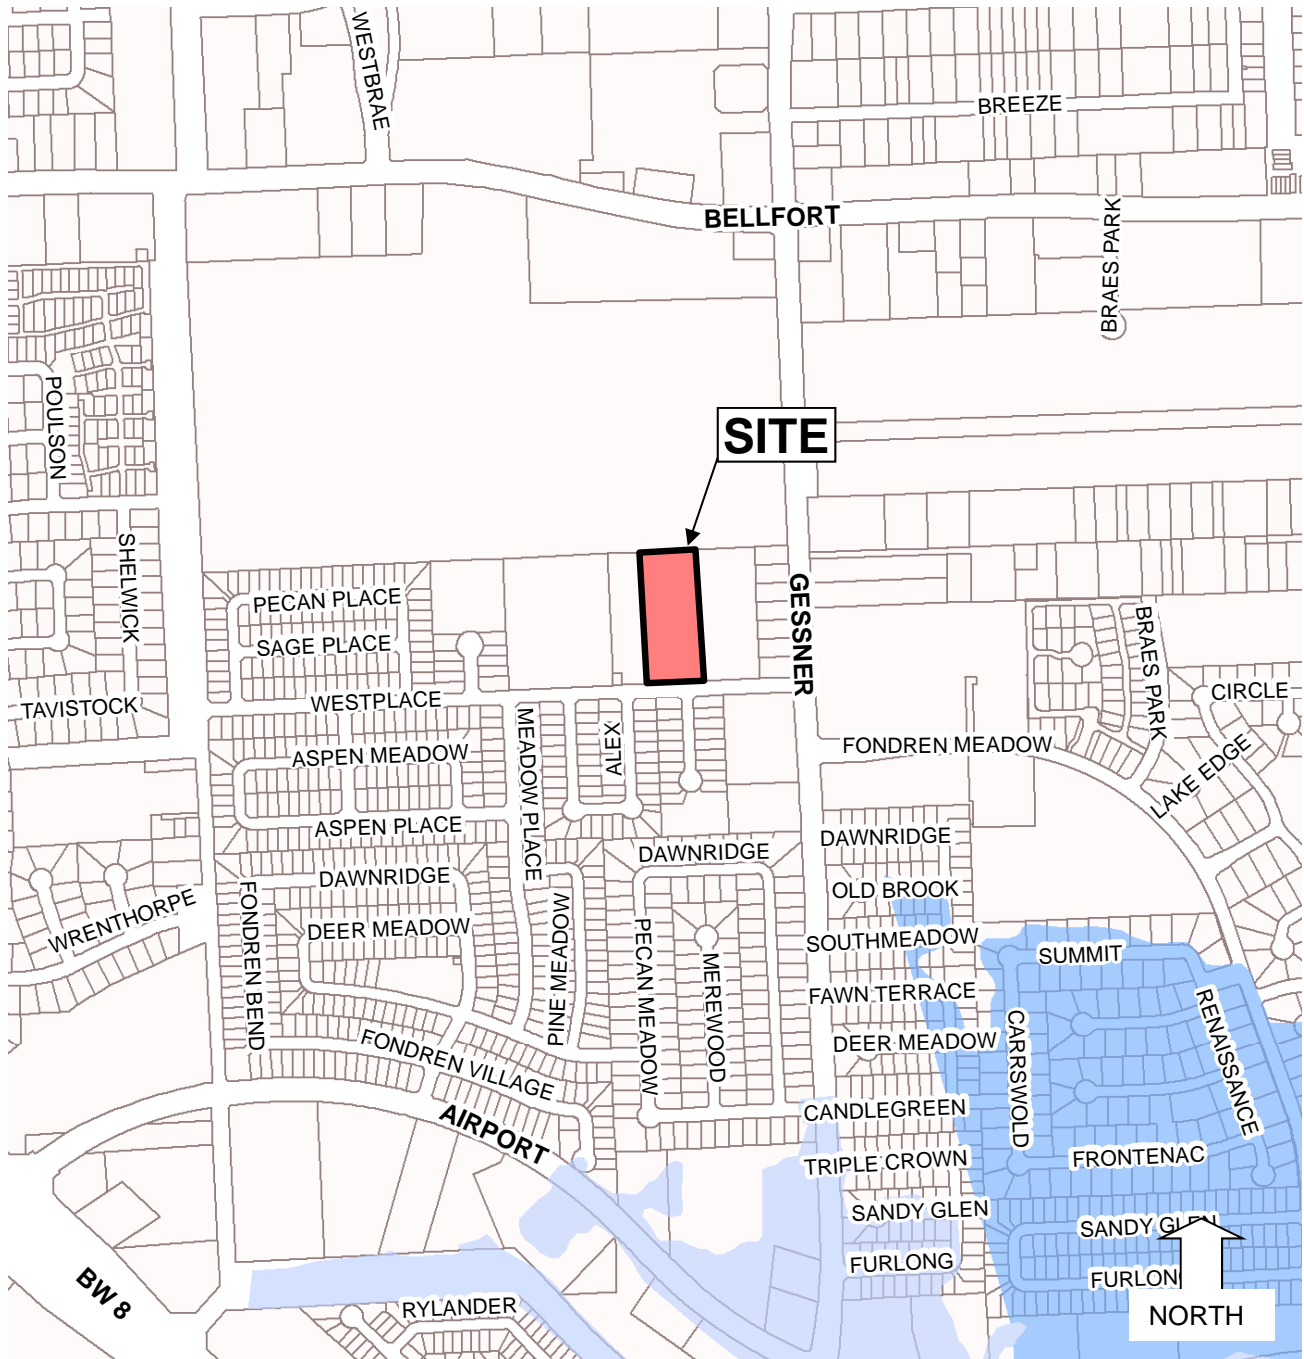 WESTBRAE
BREEZE
BELLFORT
BRAES PARK
POULSON
SITE
SHELWICK
PECAN PLACE
GESSNER
SAGE PLACE
BRAES PARK
TAVISTOCK
WESTPLACE
CIRCLE
MEADOW PLACE
ALEX
ASPEN MEADOW
FONDREN MEADOW
LAKE EDGE
ASPEN PLACE
DAWNRIDGE
DAWNRIDGE
DAWNRIDGE
OLD BROOK
WRENTHORPE
FONDREN BEND
DEER MEADOW
PINE MEADOW
PECAN MEADOW
MEREWOOD
SOUTHMEADOW
SUMMIT
FAWN TERRACE
RENAISSANCE
CARRSWOLD
DEER MEADOW
FONDREN VILLAGE
AIRPORT
CANDLEGREEN
TRIPLE CROWN
FRONTENAC
SANDY GLEN
SANDY GLEN
FURLONG
FURLONG
BW 8
RYLANDER
NORTH